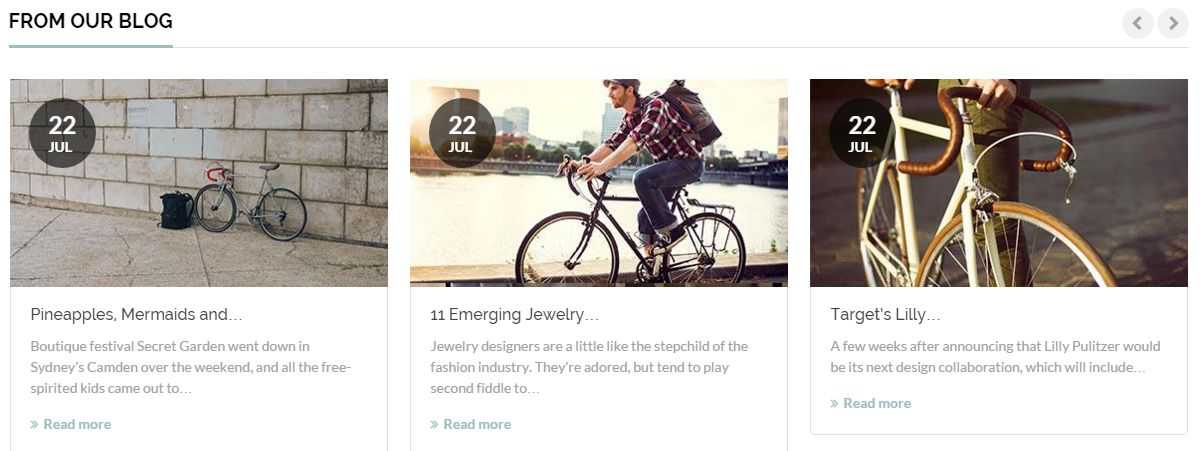 FROM OUR BLOG
22
JUL
22
JUL
22
JUL
Pineapples, Mermaids and…
Boutique festival Secret Garden went down in
Sydney's Camden over the weekend, and all the free-
spirited kids came out to…
» Read more
11 Emerging Jewelry…
Jewelry designers are a little like the stepchild of the
fashion industry. They're adored, but tend to play
second fiddle to…
» Read more
Target's Lilly…
A few weeks after announcing that Lilly Pulitzer would
be its next design collaboration, which will include…
» Read more